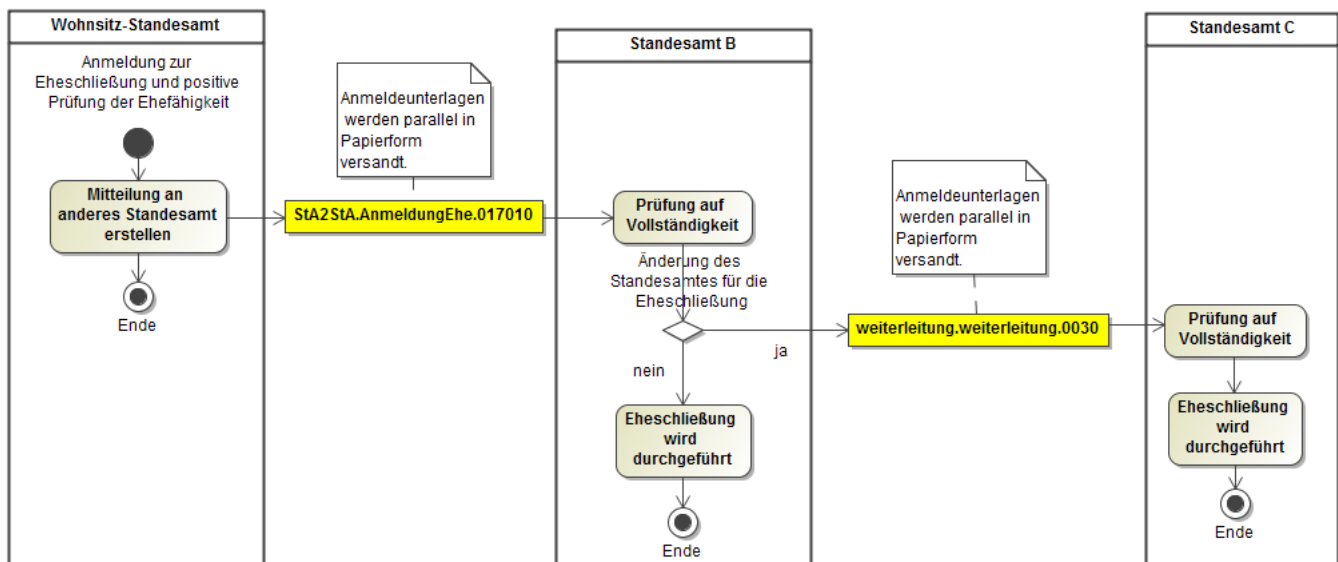 Wohnsitz-Standesamt
Anmeldung zur
Eheschließung und positive
Prüfung der Ehefähigkeit
Mitteilung an
anderes Standesamt
erstellen
Ende
Anmeldeunterlagen
werden parallel in
Papierform
versandt.
StA2StA.AnmeldungEhe.017010
Standesamt B
Prüfung auf
Vollständigkeit
Änderung des
Standesamtes für die
Eheschließung
ja
nein
Eheschließung
wird
durchgeführt
Ende
Anmeldeunterlagen
werden parallel in
Papierform
versandt.
weiterleitung.weiterleitung.0030
Standesamt C
Prüfung auf
Vollständigkeit
Eheschließung
wird
durchgeführt
Ende